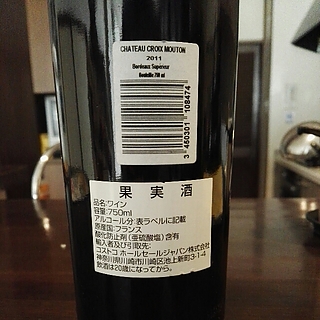 CHATEAU CROIX MOUTON
2011
Bordeaux Superieur
Bouteille 750 ml
3 450301 108474
果実酒
品名:ワイン
容量:750ml
アルコール分:表ラベルに記載
原産国:フランス
酸化防止剤(亜硫酸塩)含有
輸入者及び引取先:
コストコ ホールセールジャパン株式会社
神奈川県川崎市川崎区池上新町3-1-4
飲酒は20歳になってから。